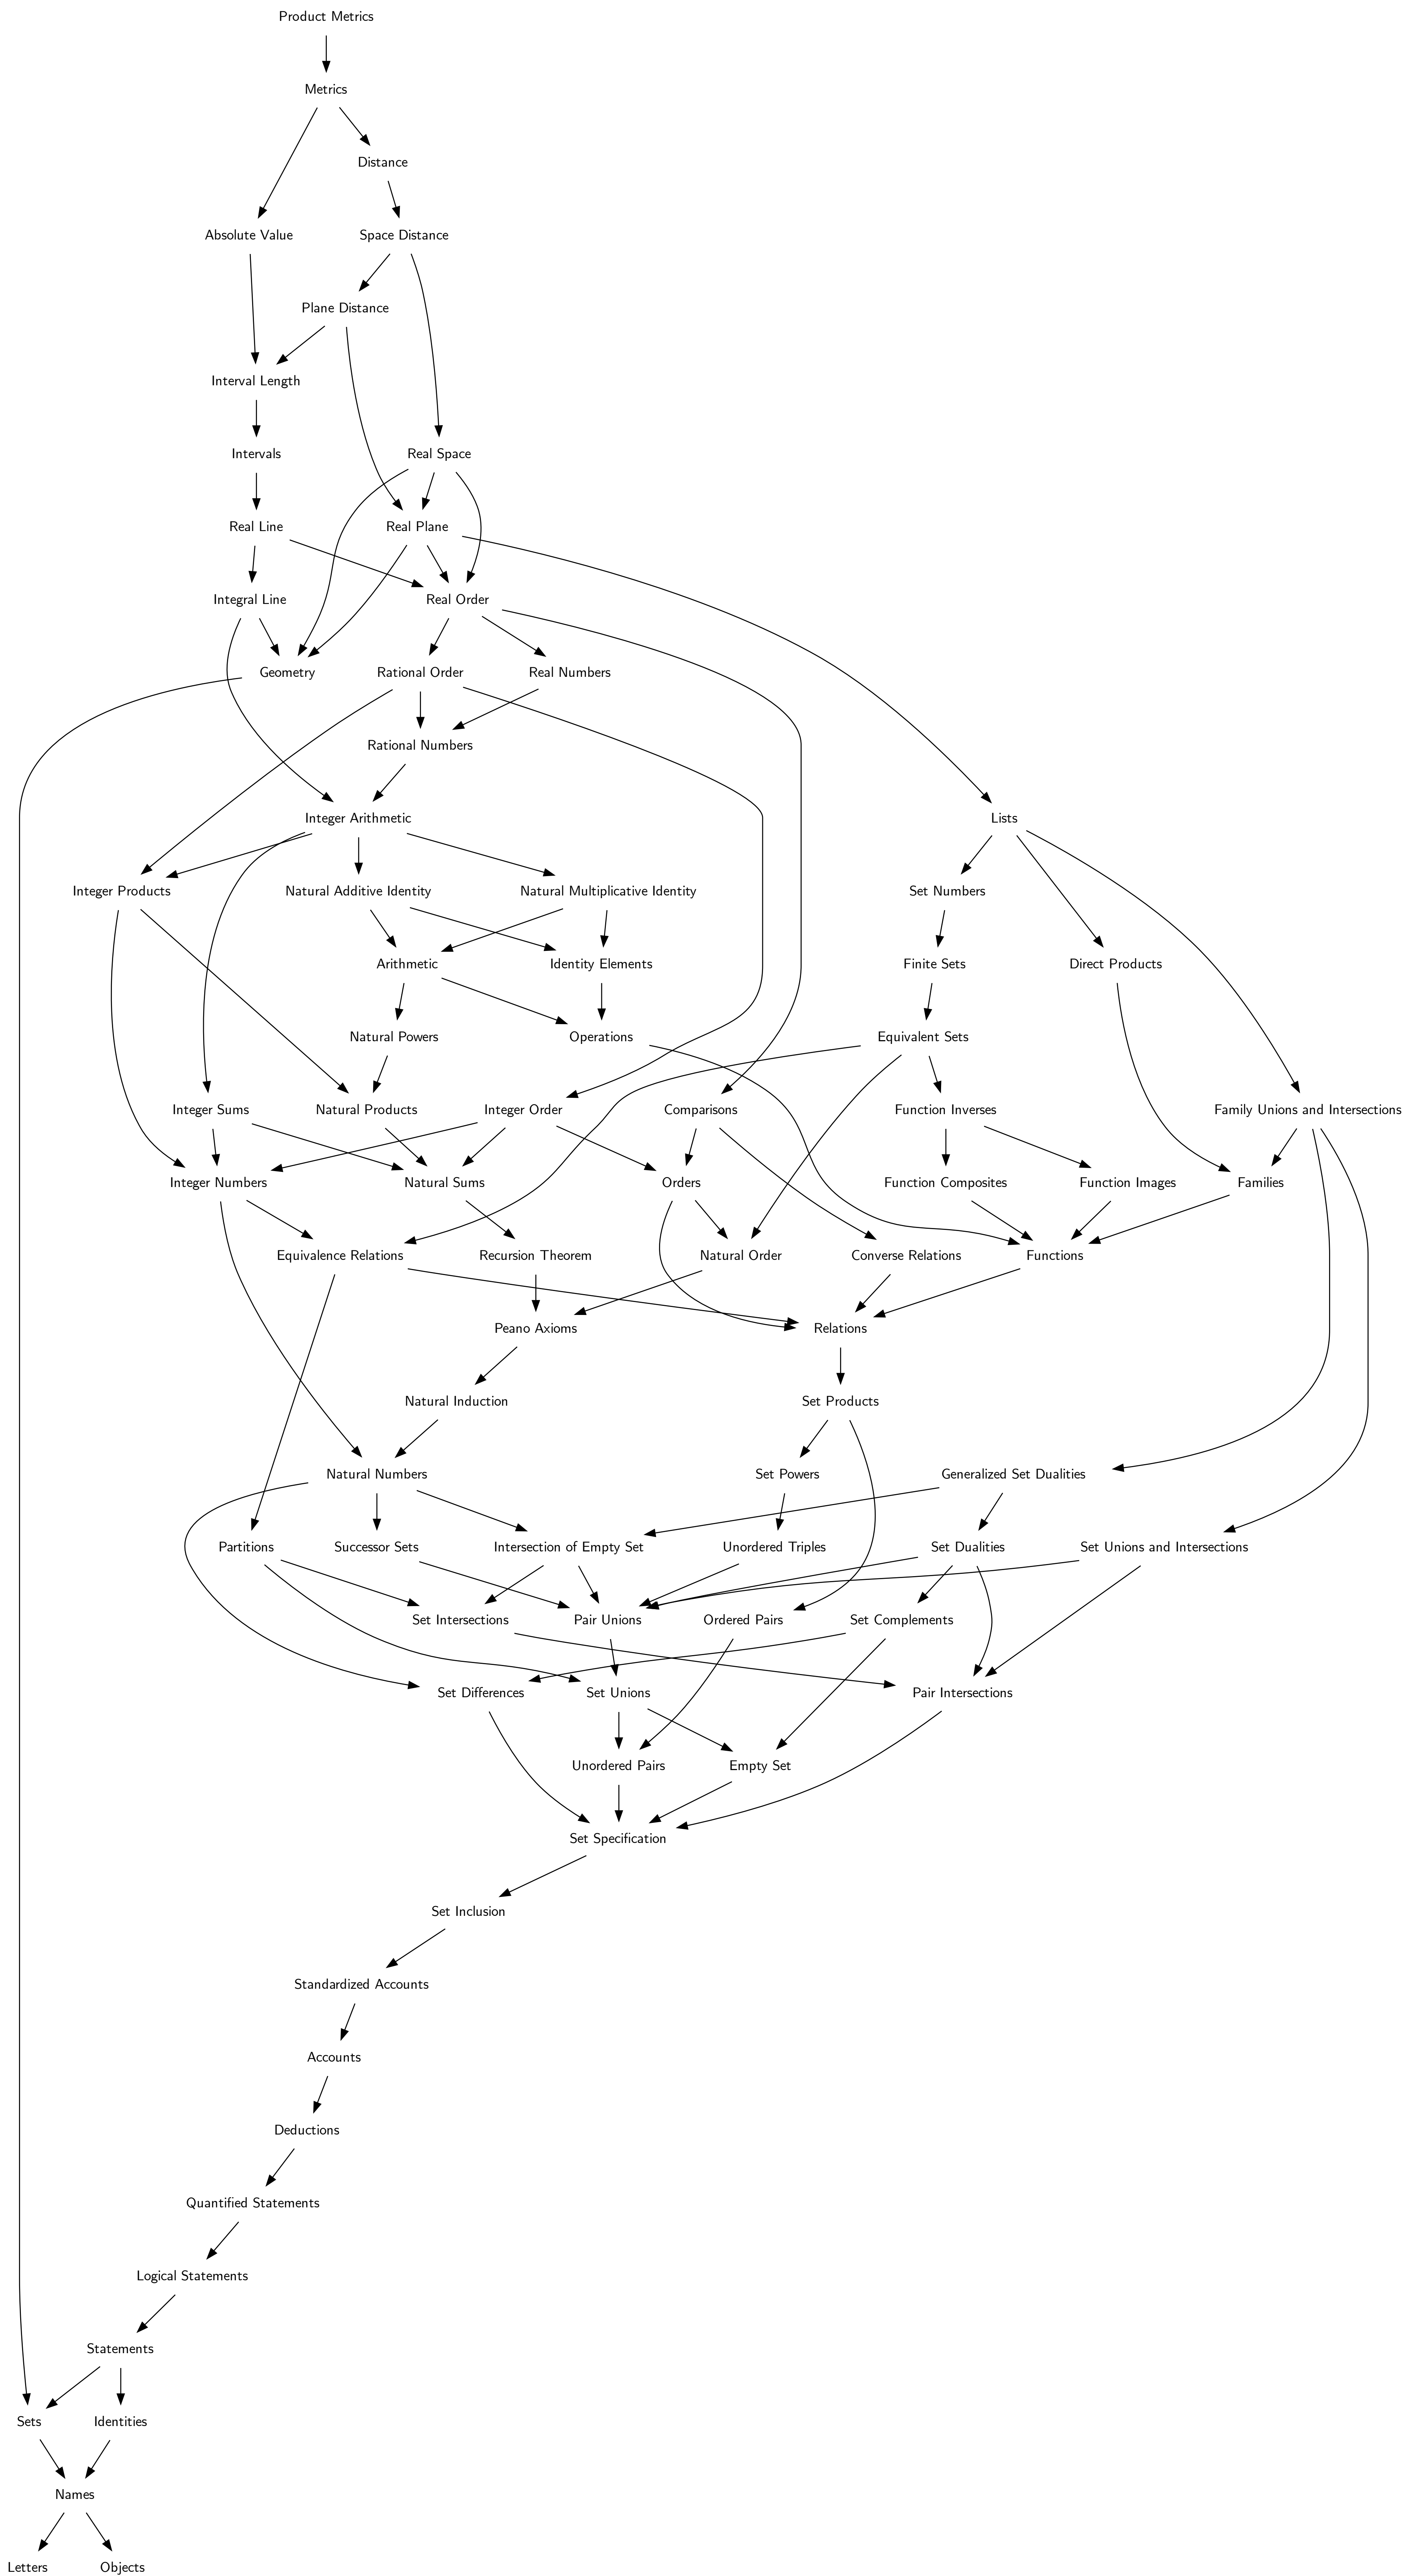 Product Metrics
Metrics
Distance
Absolute Value
Space Distance
Plane Distance
Interval Length
Intervals
Real Space
Real Line
Real Plane
Integral Line
Real Order
Geometry
Rational Order
Real Numbers
Rational Numbers
Integer Arithmetic
Lists
Integer Products
Natural Additive Identity
Natural Multiplicative Identity
Set Numbers
Arithmetic
Identity Elements
Finite Sets
Direct Products
Natural Powers
Operations
Equivalent Sets
Integer Sums
Natural Products
Integer Order
Comparisons
Function Inverses
Family Unions and Intersections
Integer Numbers
Natural Sums
Orders
Function Composites
Function Images
Families
Equivalence Relations
Recursion Theorem
Natural Order
Converse Relations
Functions
Peano Axioms
Relations
Natural Induction
Set Products
Natural Numbers
Set Powers
Generalized Set Dualities
Partitions
Successor Sets
Intersection of Empty Set
Unordered Triples
Set Dualities
Set Unions and Intersections
Set Intersections
Pair Unions
Ordered Pairs
Set Complements
Set Differences
Set Unions
Pair Intersections
Unordered Pairs
Empty Set
Set Specification
Set Inclusion
Standardized Accounts
Accounts
Deductions
Quantified Statements
Logical Statements
Statements
Sets
Identities
Names
Letters
Objects